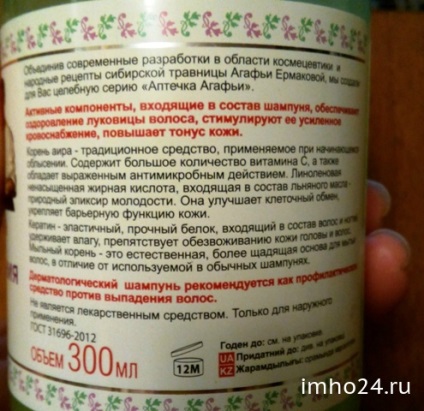 Объединив современные разработки в области космецевтики и
народные рецепты сибирской травницы Агафьи Ермаковой, мы создали
для Вас целебную серию «Аптечка Агафьи».
Активные компоненты, входящие в состав шампуня, обеспечивают
оздоровление луковицы волоса, стимулируют ее усиленное
кровоснабжение, повышает тонус кожи.
Корень аира - традиционное средство, применяемое при начинающемся
облысении. Содержит большое количество витамина С, а также
обладает выраженным антимикробным действием. Линоленовая
ненасыщенная жирная кислота, входящая в состав льняного масла -
природный эликсир молодости. Она улучшает клеточный обмен,
укрепляет барьерную функцию кожи.
Кератин - эластичный, прочный белок, входящий в состав волос и ногтей
удерживает влагу, препятствует обезвоживанию кожи головы и волос.
Мыльный корень - это естественная, более щадящая основа для мытья
волос, в отличие от используемой в обычных шампунях.
Дерматологический шампунь рекомендуется как профилактическое
средство против выпадения волос.
Не является лекарственным средством. Только для наружного
применения.
ГОСТ 31696-2012
ОБЪЕМ 300 МЛ
12M
Годен до: см. на упаковке
UA Придатний до: див. на упаковці
KZ Жарамдылығы:
imho24.ru